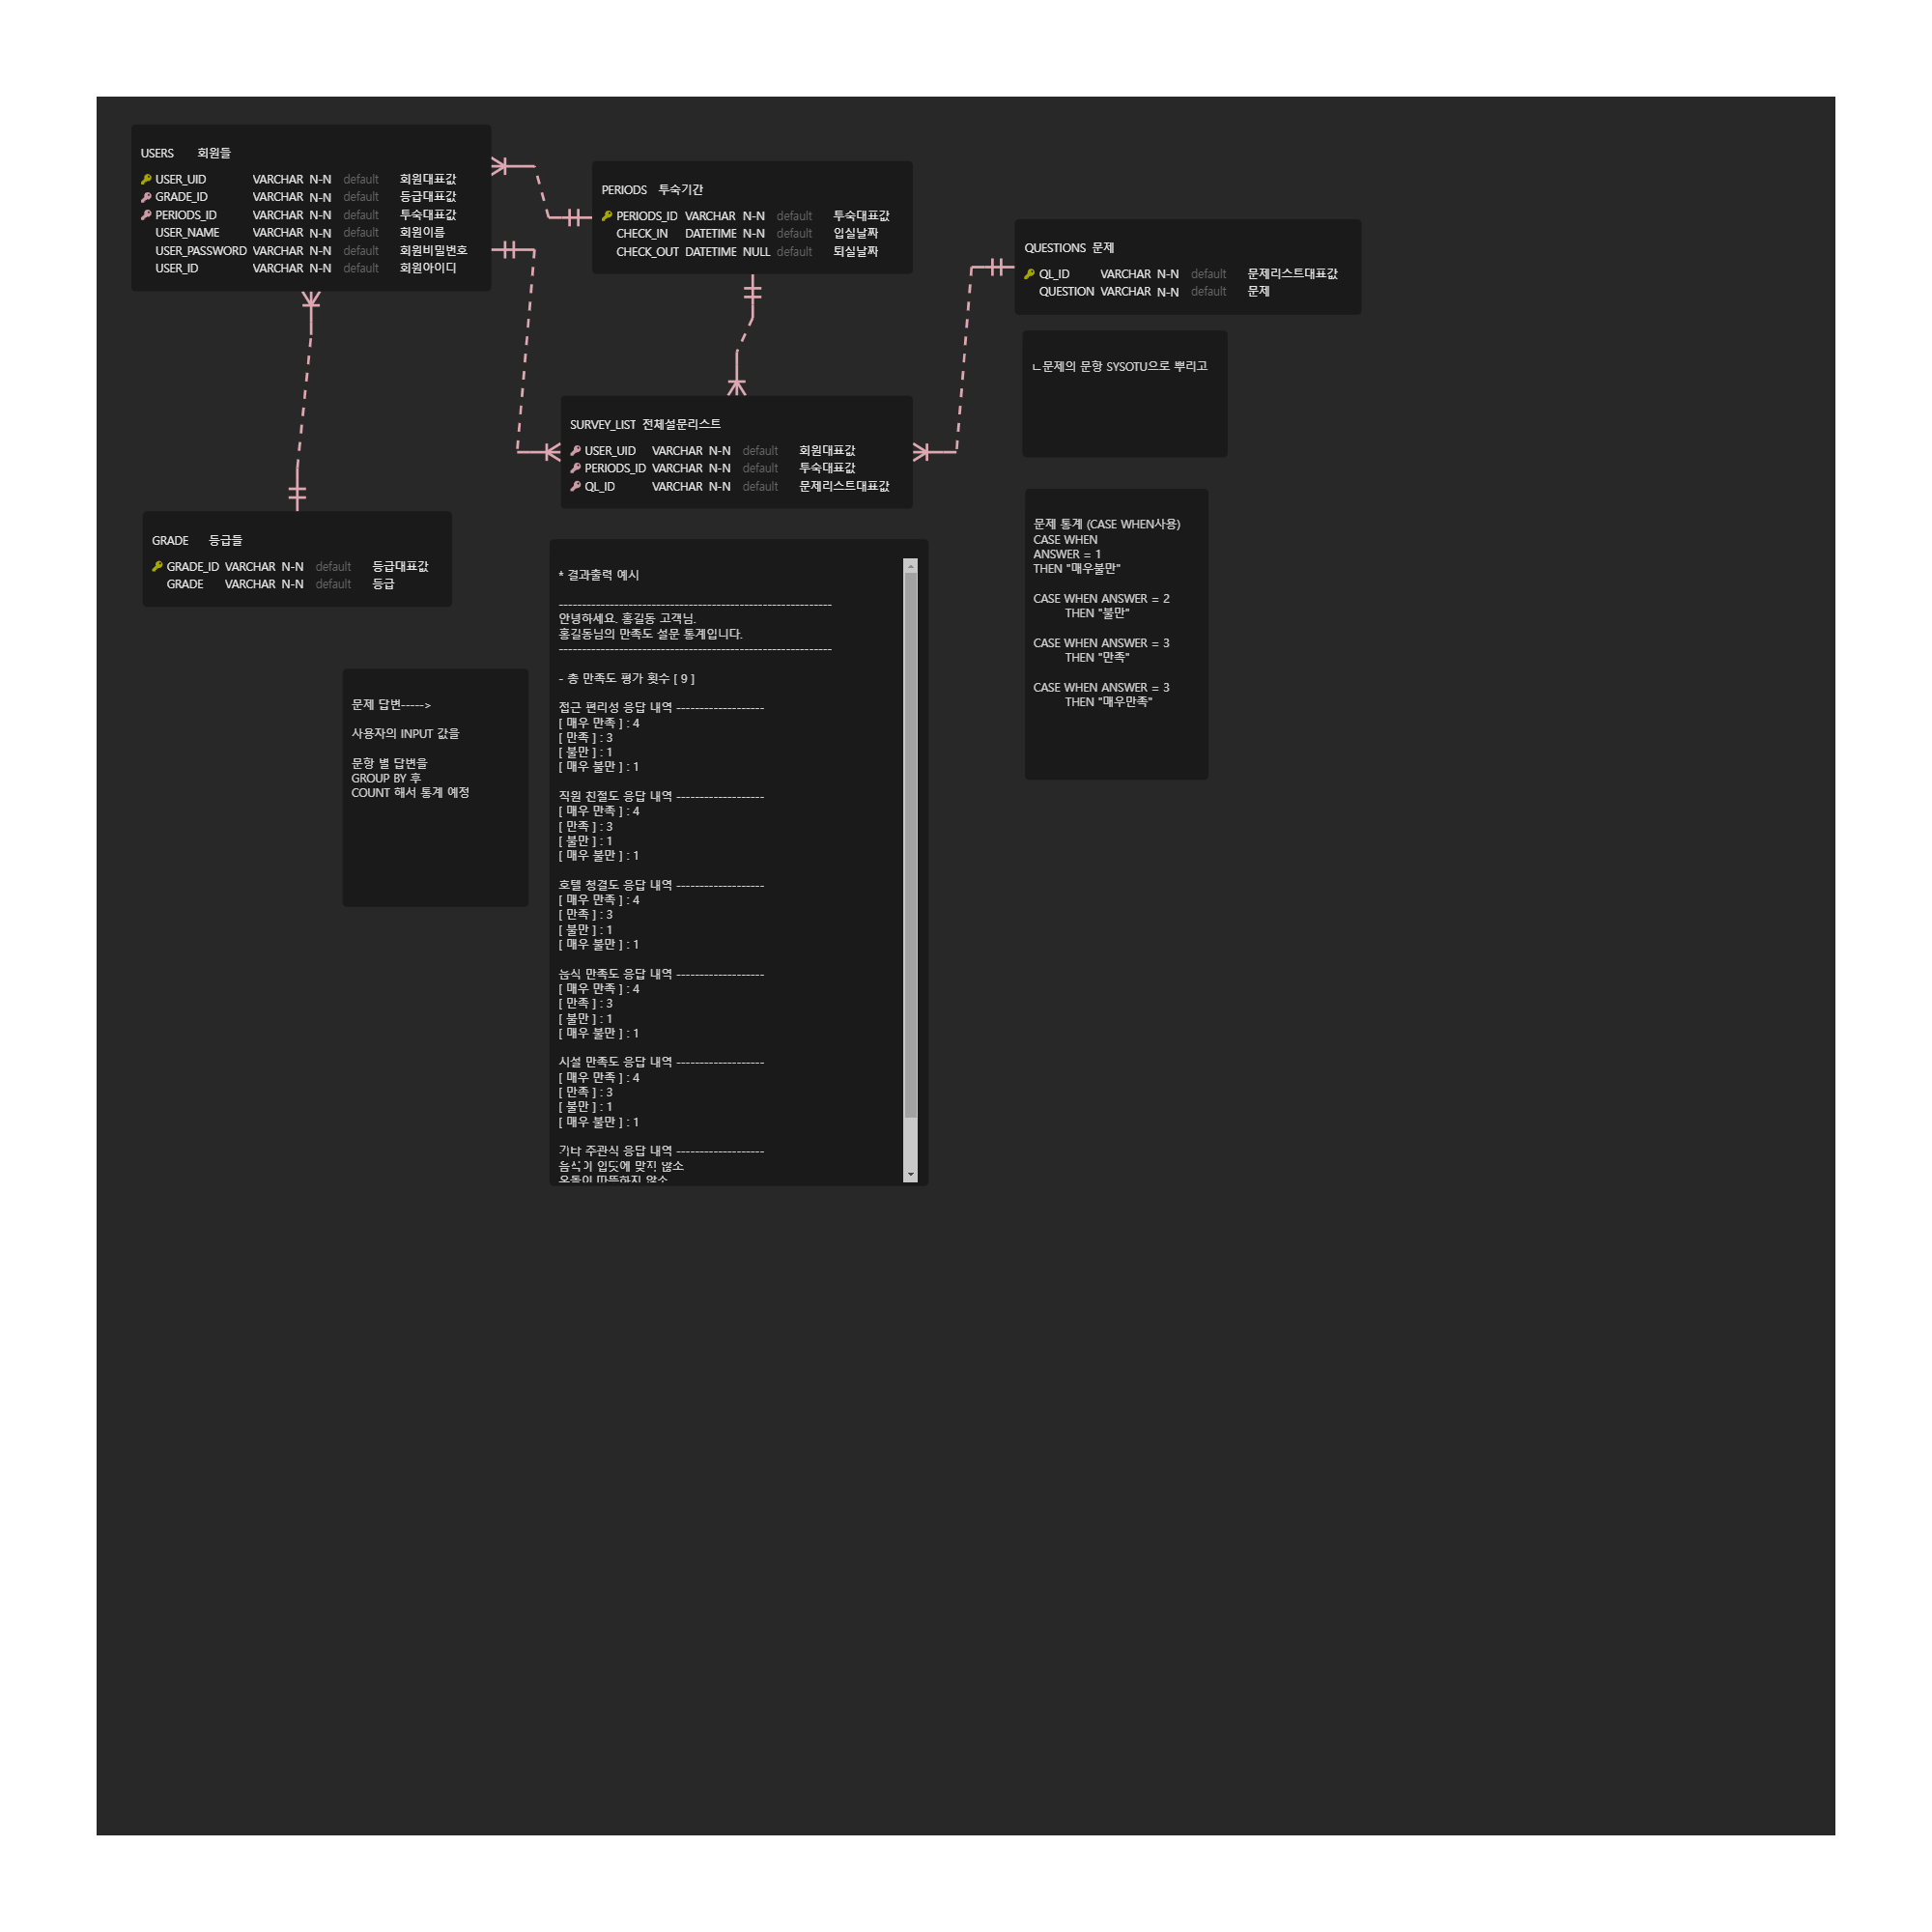 USERS 회원들
USER_UID VARCHAR N-N default 회원대표값
GRADE_ID VARCHAR N-N default 등급대표값
PERIODS_ID VARCHAR N-N default 투숙대표값
USER_NAME VARCHAR N-N default 회원이름
USER_PASSWORD VARCHAR N-N default 회원비밀번호
USER_ID VARCHAR N-N default 회원아이디
PERIODS 투숙기간
PERIODS_ID VARCHAR N-N default 투숙대표값
CHECK_IN DATETIME N-N default 입실날짜
CHECK_OUT DATETIME NULL default 퇴실날짜
QUESTIONS 문제
QL_ID VARCHAR N-N default 문제리스트대표값
QUESTION VARCHAR N-N default 문제
ㄴ문제의 문항 SYSOTU으로 뿌리고
SURVEY_LIST 전체설문리스트
USER_UID VARCHAR N-N default 회원대표값
PERIODS_ID VARCHAR N-N default 투숙대표값
QL_ID VARCHAR N-N default 문제리스트대표값
GRADE 등급들
GRADE_ID VARCHAR N-N default 등급대표값
GRADE VARCHAR N-N default 등급
문제 통계 (CASE WHEN사용)
CASE WHEN
ANSWER = 1
THEN "매우불만"
CASE WHEN ANSWER = 2
THEN "불만"
CASE WHEN ANSWER = 3
THEN "만족"
CASE WHEN ANSWER = 3
THEN "매우만족"
문제 답변----->
사용자의 INPUT 값을
문항 별 답변을
GROUP BY 후
COUNT 해서 통계 예정
* 결과출력 예시
-----------------------------------------------------------
안녕하세요. 홍길동 고객님.
홍길동님의 만족도 설문 통계입니다.
-----------------------------------------------------------
- 총 만족도 평가 횟수 [ 9 ]
접근 편리성 응답 내역 -------------------
[ 매우 만족 ] : 4
[ 만족 ] : 3
[ 불만 ] : 1
[ 매우 불만 ] : 1
직원 친절도 응답 내역 -------------------
[ 매우 만족 ] : 4
[ 만족 ] : 3
[ 불만 ] : 1
[ 매우 불만 ] : 1
호텔 청결도 응답 내역 -------------------
[ 매우 만족 ] : 4
[ 만족 ] : 3
[ 불만 ] : 1
[ 매우 불만 ] : 1
음식 만족도 응답 내역 -------------------
[ 매우 만족 ] : 4
[ 만족 ] : 3
[ 불만 ] : 1
[ 매우 불만 ] : 1
시설 만족도 응답 내역 -------------------
[ 매우 만족 ] : 4
[ 만족 ] : 3
[ 불만 ] : 1
[ 매우 불만 ] : 1
기타 주관식 응답 내역 -------------------
음식이 입맛에 맞지 않소
온돌이 따뜻하지 않소